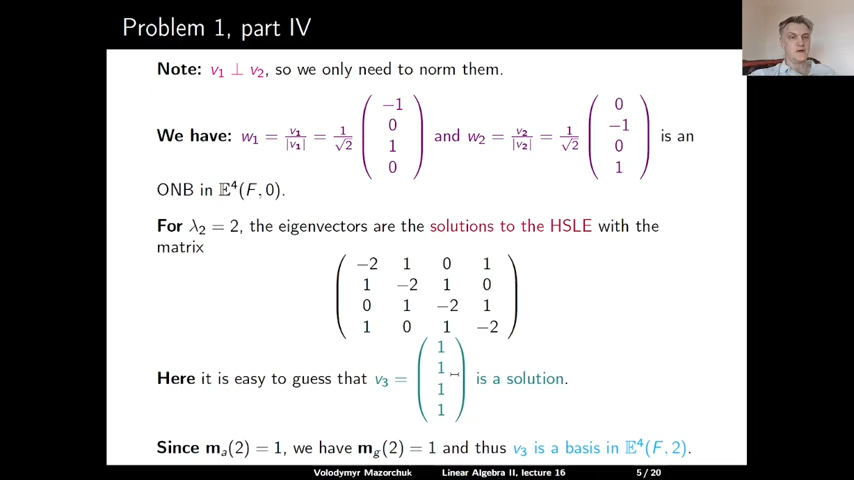 Problem 1, part IV
Note: v₁ ⊥ v₂, so we only need to norm them.
We have: w₁ = v₁/|v₁| = 1/√2 (−1 0 1 0) and w₂ = v₂/|v₂| = 1/√2 (0 −1 0 1) is an
ONB in 𝔼⁴(F, 0).
For λ₂ = 2, the eigenvectors are the solutions to the HSLE with the
matrix
−2 1 0 1
1 −2 1 0
0 1 −2 1
1 0 1 −2
Here it is easy to guess that v₃ = (1 1 1 1) is a solution.
Since mₐ(2) = 1, we have m_g(2) = 1 and thus v₃ is a basis in 𝔼⁴(F, 2).
Volodymyr Mazorchuk Linear Algebra II, lecture 16 5 / 20